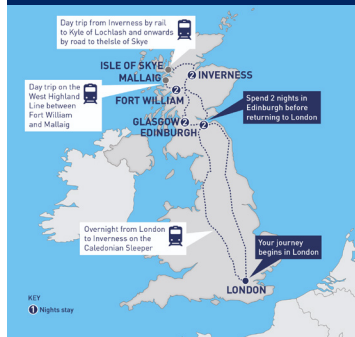 Day trip from Inverness by rail
to Kyle of Lochlash and onwards
by road to theIsle of Skye
ISLE OF SKYE
MALLAIG
2 INVERNESS
Day trip on the
West Highland
Line between
Fort William
and Mallaig
2
FORT WILLIAM
Spend 2 nights in
Edinburgh before
returning to London
GLASGOW 2 2
EDINBURGH
Overnight from London
to Inverness on the
Caledonian Sleeper
Your journey
begins in London
LONDON
KEY
1 Nights stay